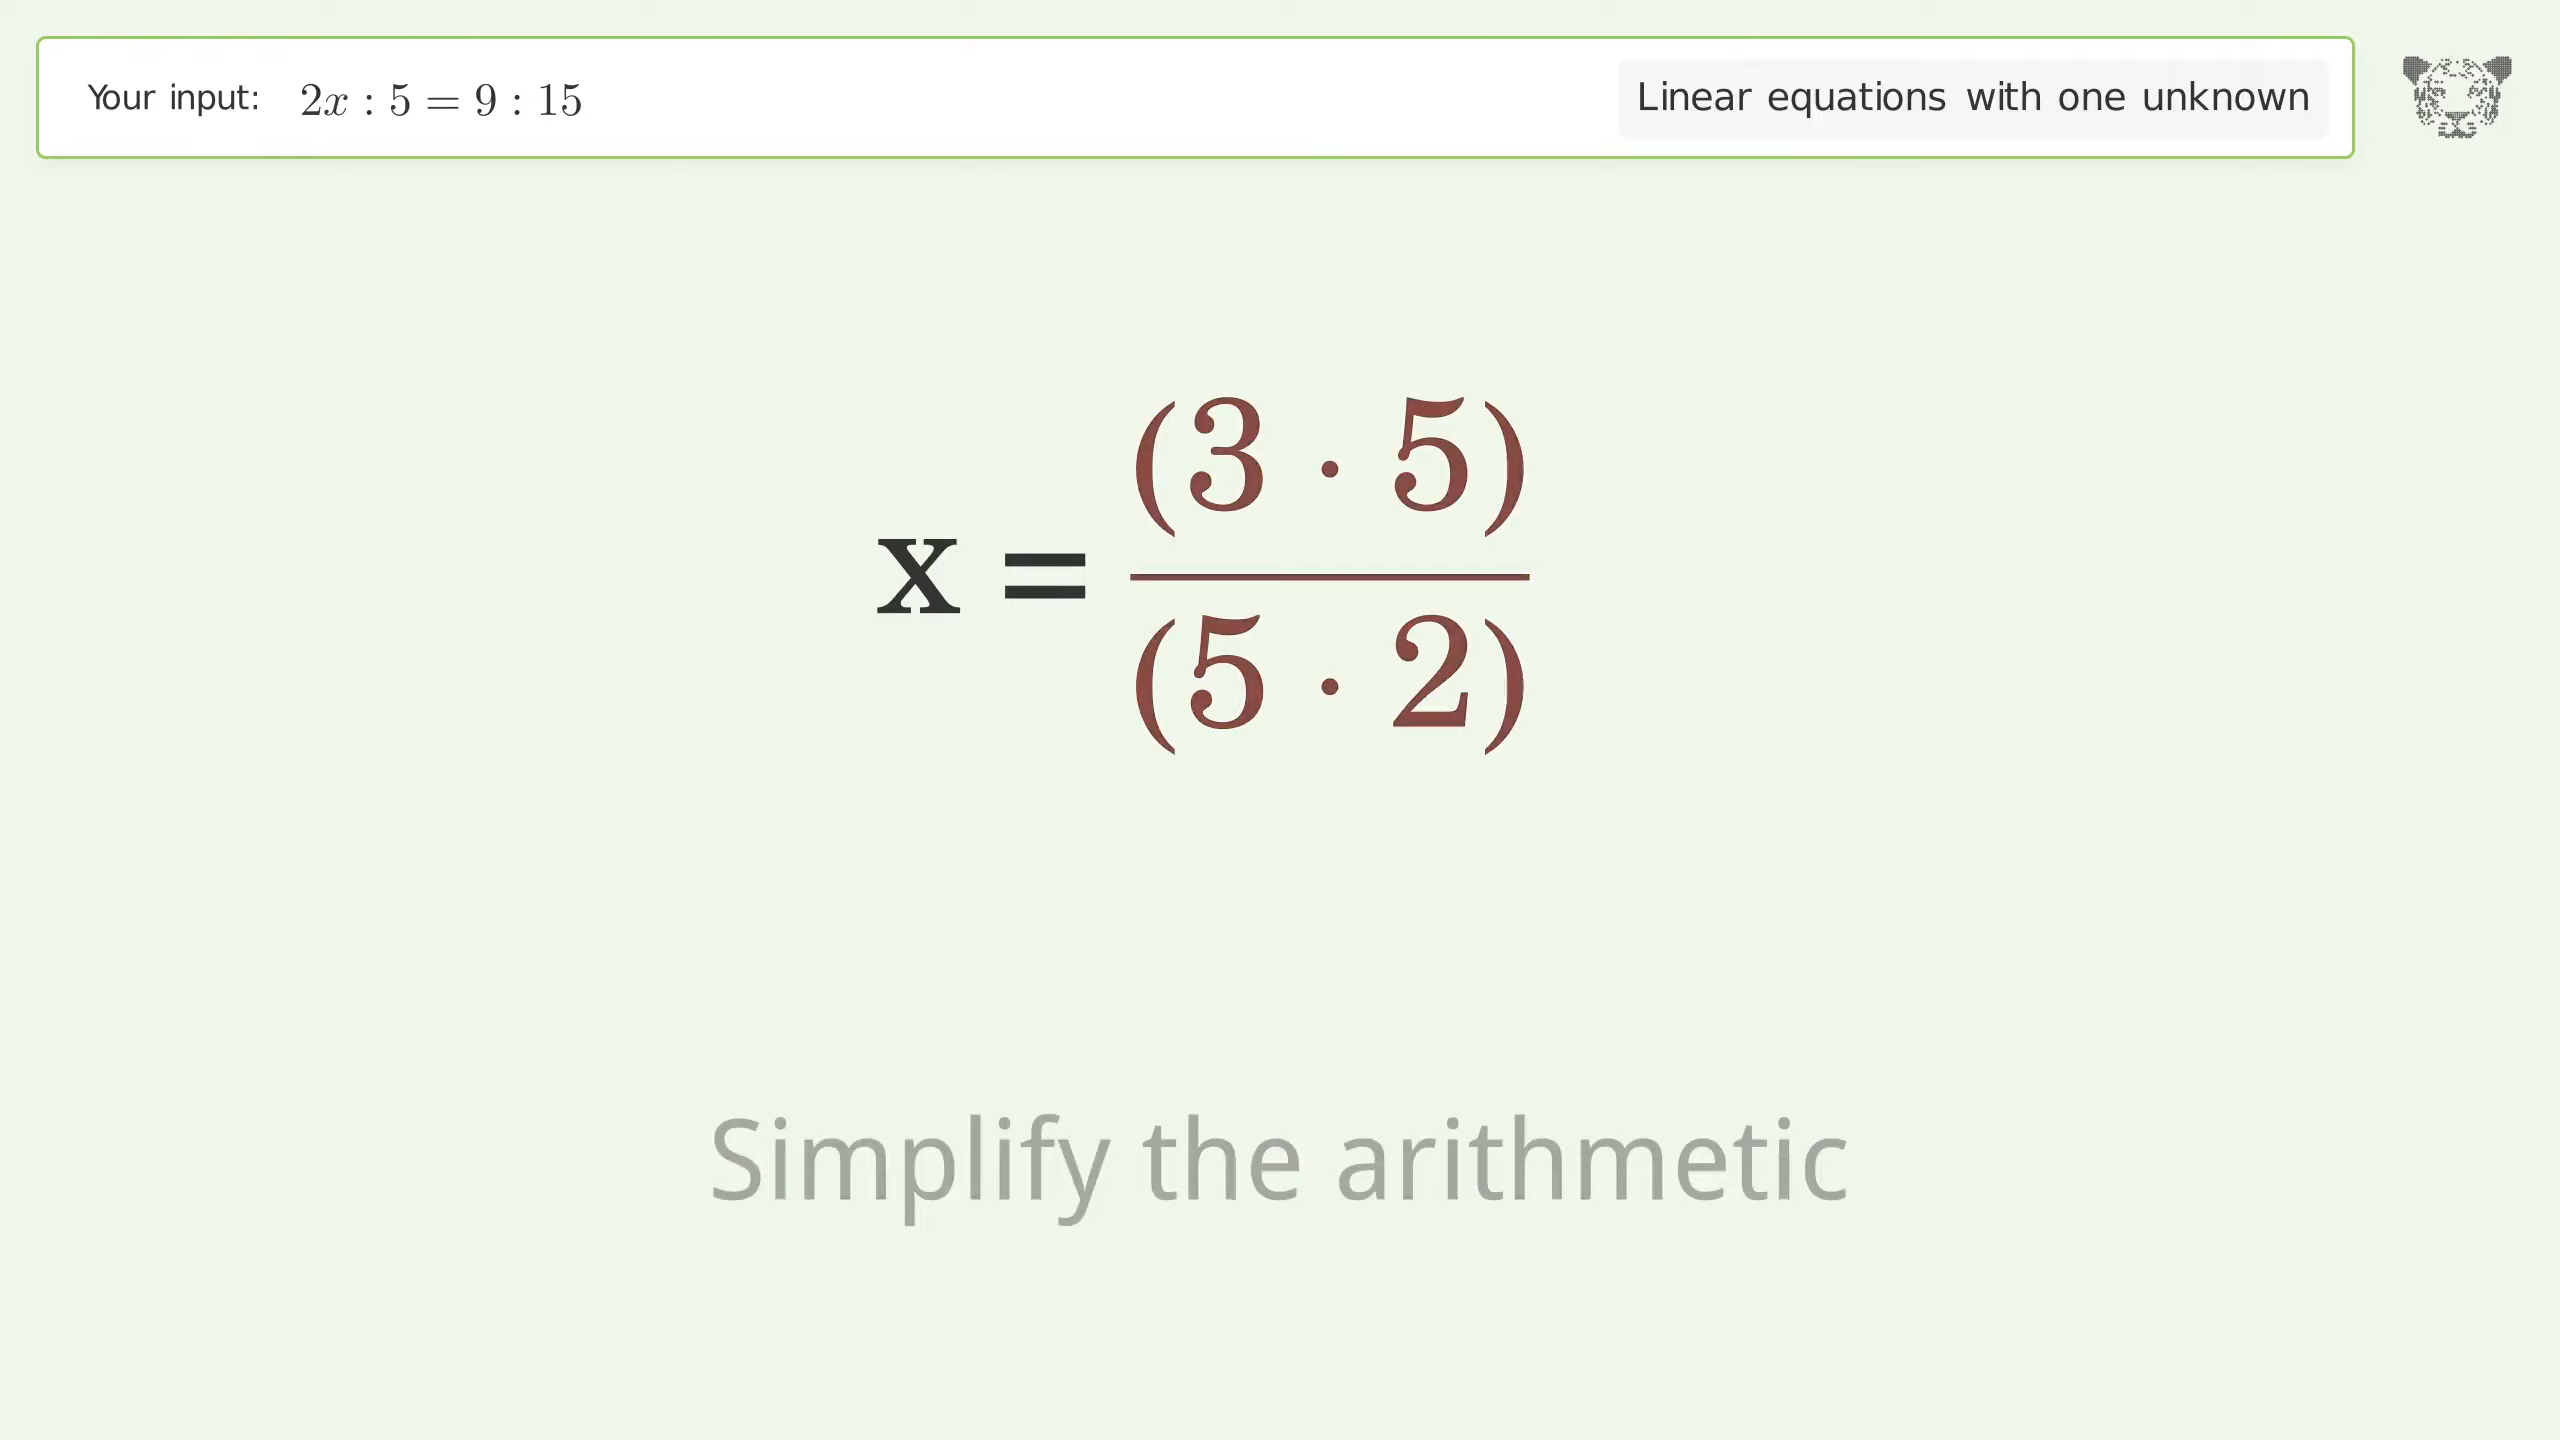 Your input: 2x : 5 = 9 : 15
Linear equations with one unknown
x = (3 · 5)
(5 · 2)
Simplify the arithmetic